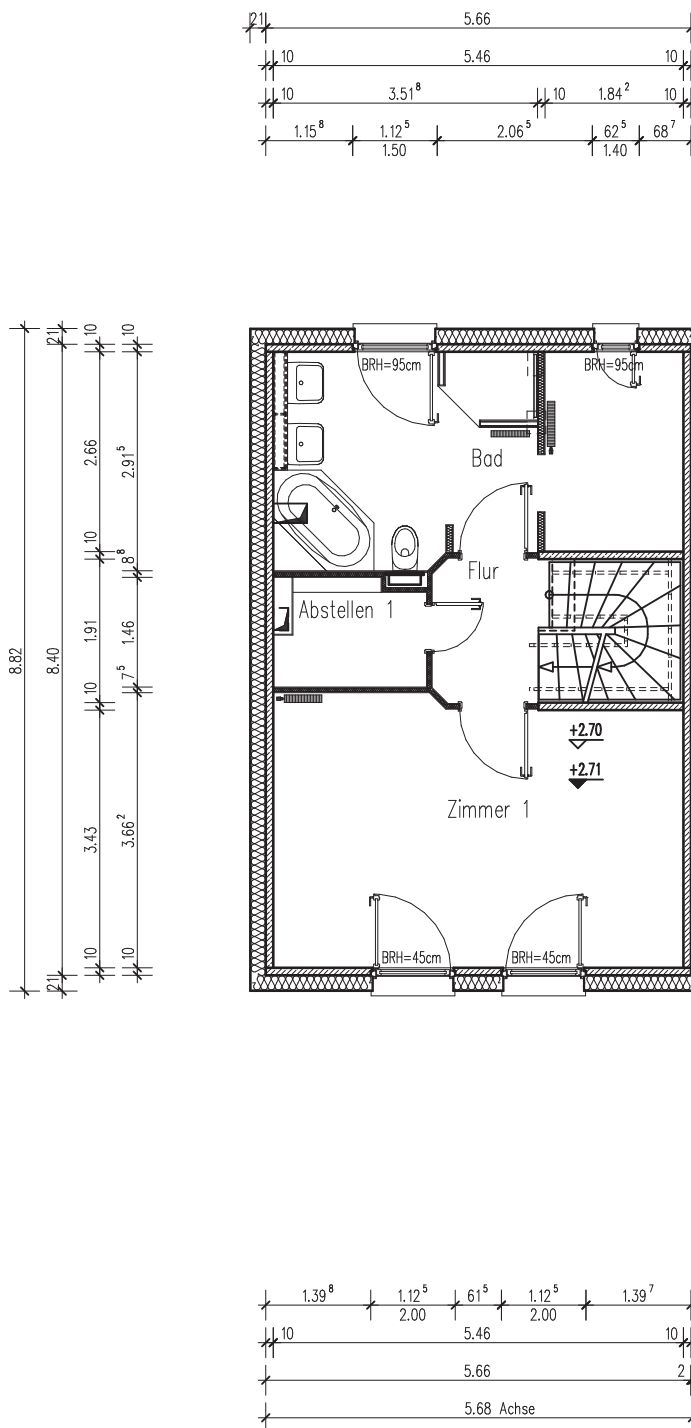 21 5.66
10 5.46 10
10 3.51⁸ 10 1.84² 10
1.15⁸ 1.12⁵ 2.06⁵ 62⁵ 68⁷
1.50 1.40
8.82
21 8.40 21
10 2.66 10 1.91 10 3.43 10
10 2.91⁵ 8⁸ 1.46 7⁵ 3.66² 10
BRH=95cm BRH=95cm
Bad
Flur
Abstellen 1
+2.70
+2.71
Zimmer 1
BRH=45cm BRH=45cm
1.39⁸ 1.12⁵ 61⁵ 1.12⁵ 1.39⁷
2.00 2.00
10 5.46 10
5.66 2
5.68 Achse